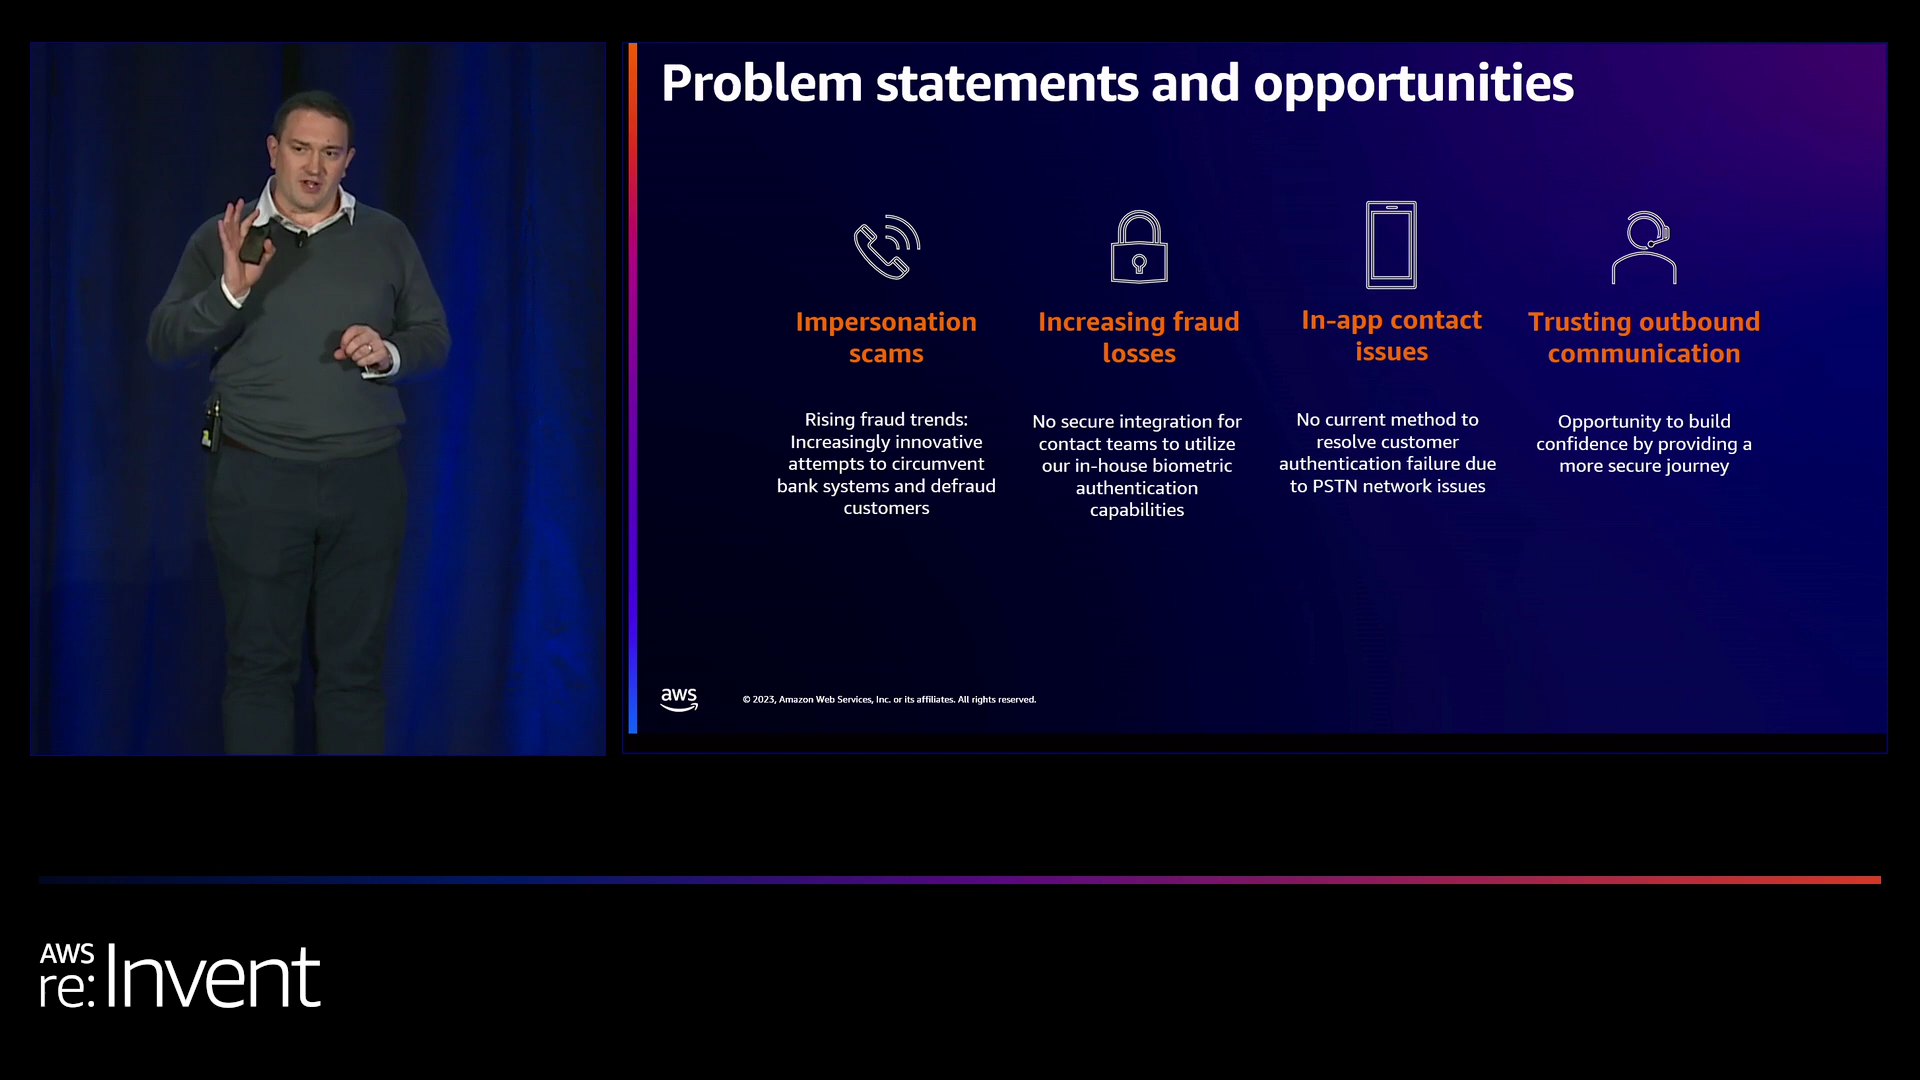 Problem statements and opportunities
Impersonation
scams
Rising fraud trends:
Increasingly innovative
attempts to circumvent
bank systems and defraud
customers
Increasing fraud
losses
No secure integration for
contact teams to utilize
our in-house biometric
authentication
capabilities
In-app contact
issues
No current method to
resolve customer
authentication failure due
to PSTN network issues
Trusting outbound
communication
Opportunity to build
confidence by providing a
more secure journey
aws
© 2023, Amazon Web Services, Inc. or its affiliates. All rights reserved.
AWS
re:Invent